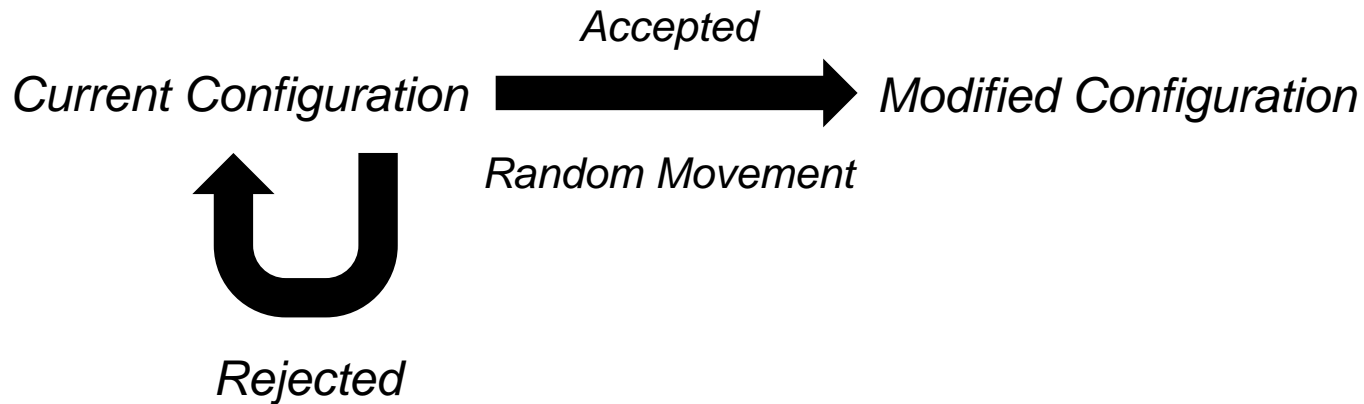 Accepted
Current Configuration
Modified Configuration
Random Movement
Rejected